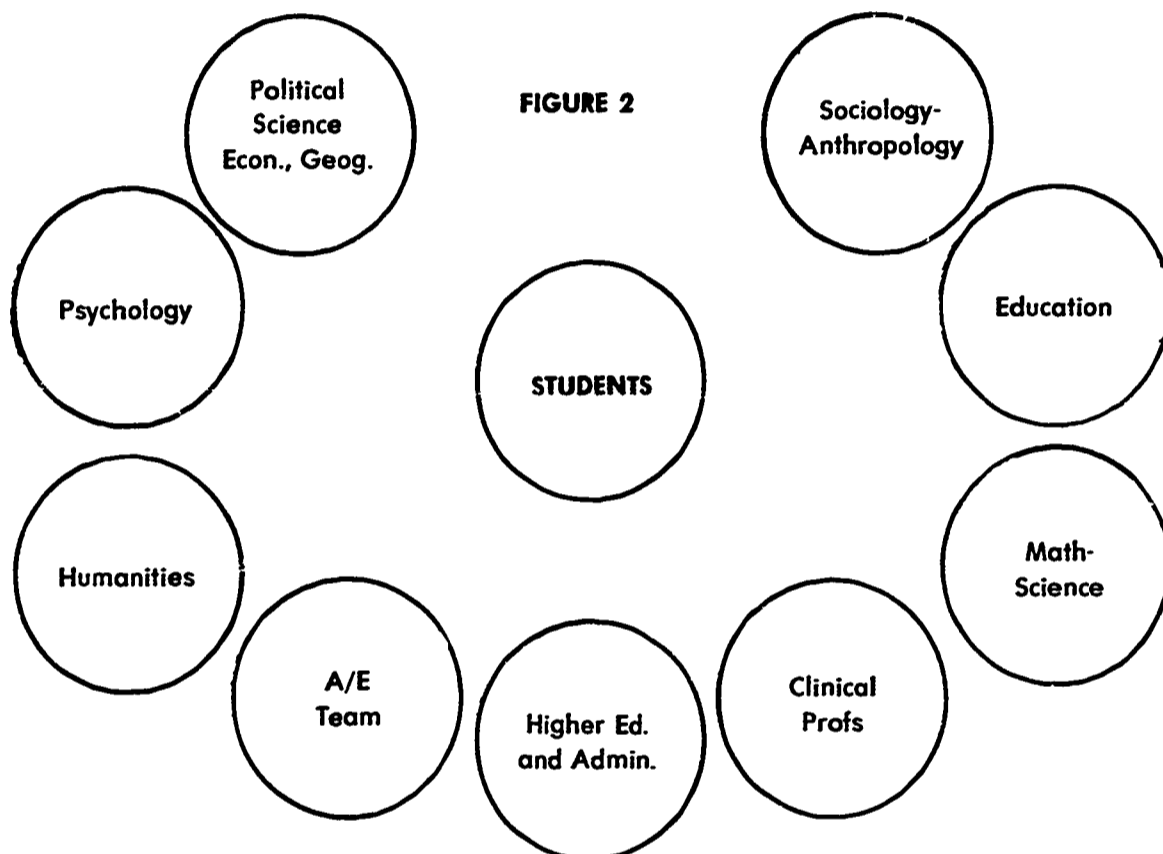 FIGURE 2
Political
Science
Econ., Geog.
Sociology-
Anthropology
Psychology
Education
STUDENTS
Humanities
Math-
Science
A/E
Team
Higher Ed.
and Admin.
Clinical
Profs